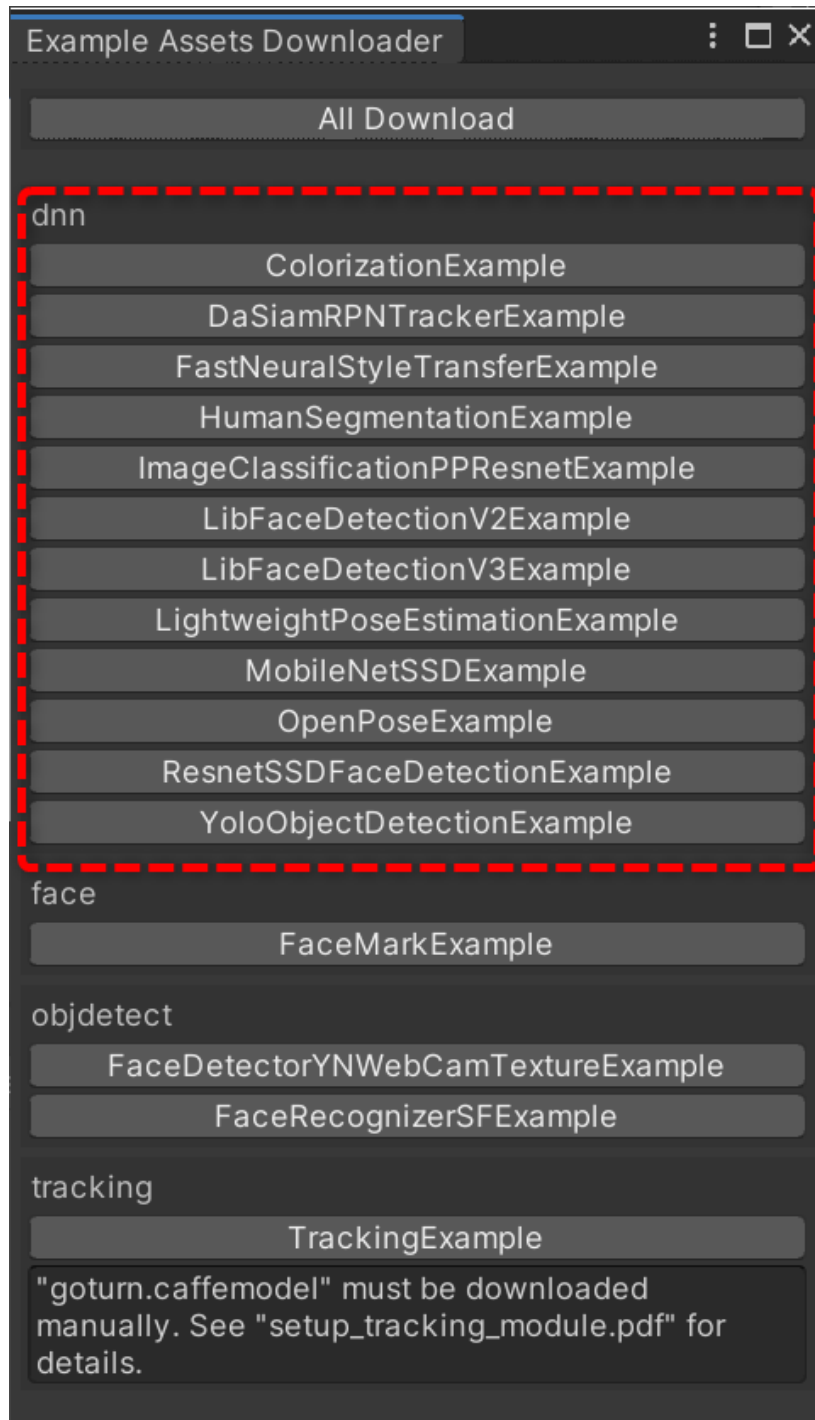 Example Assets Downloader
All Download
dnn
ColorizationExample
DaSiamRPNTrackerExample
FastNeuralStyleTransferExample
HumanSegmentationExample
ImageClassificationPPResnetExample
LibFaceDetectionV2Example
LibFaceDetectionV3Example
LightweightPoseEstimationExample
MobileNetSSDExample
OpenPoseExample
ResnetSSDFaceDetectionExample
YoloObjectDetectionExample
face
FaceMarkExample
objdetect
FaceDetectorYNWebCamTextureExample
FaceRecognizerSFExample
tracking
TrackingExample
"goturn.caffemodel" must be downloaded
manually. See "setup_tracking_module.pdf" for
details.